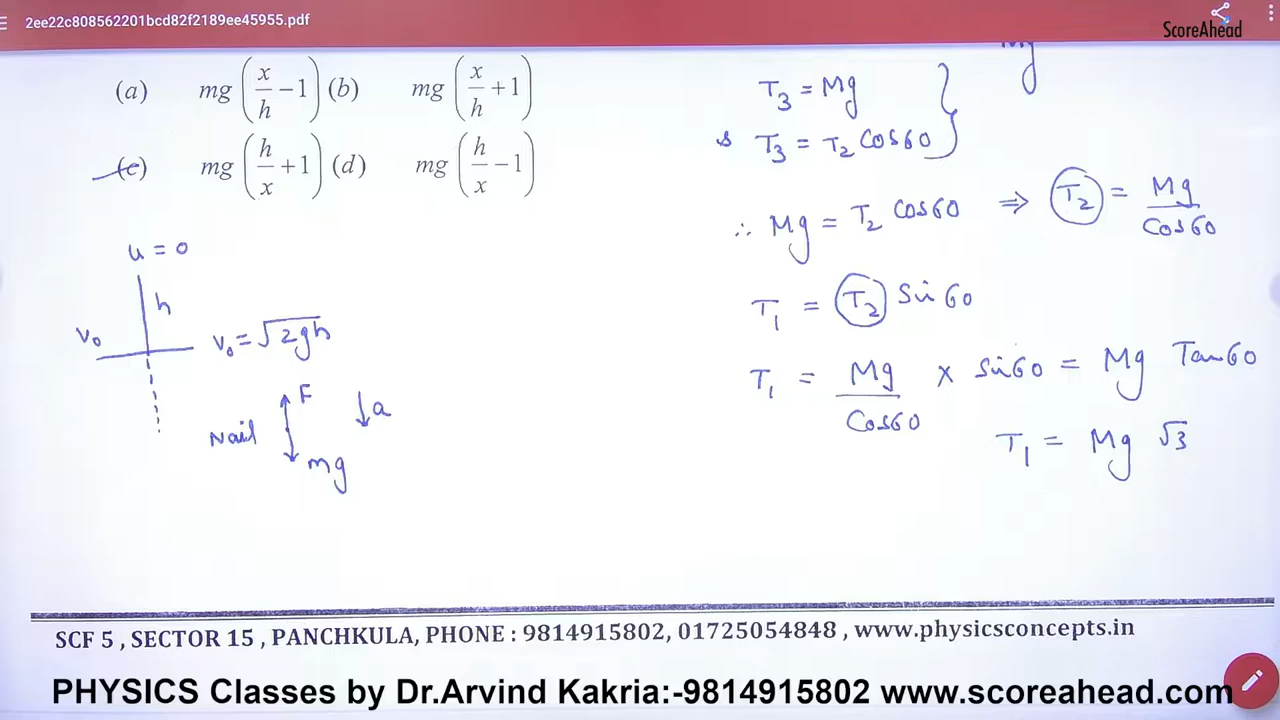 2ee22c808562201bcd82f2189ee45955.pdf
ScoreAhead
(a) mg (x/h − 1) (b) mg (x/h + 1)
(c) mg (h/x + 1) (d) mg (h/x − 1)
u = 0
h
v₀
v₀ = √2gh
Nail
F
a
mg
Mg
T₃ = Mg
& T₃ = T₂ Cos60
∴ Mg = T₂ Cos60 ⇒ T₂ = Mg/Cos60
T₁ = T₂ Sin 60
T₁ = Mg/Cos60 × Sin60 = Mg Tan60
T₁ = Mg √3
SCF 5 , SECTOR 15 , PANCHKULA, PHONE : 9814915802, 01725054848 , www.physicsconcepts.in
PHYSICS Classes by Dr.Arvind Kakria:-9814915802 www.scoreahead.com